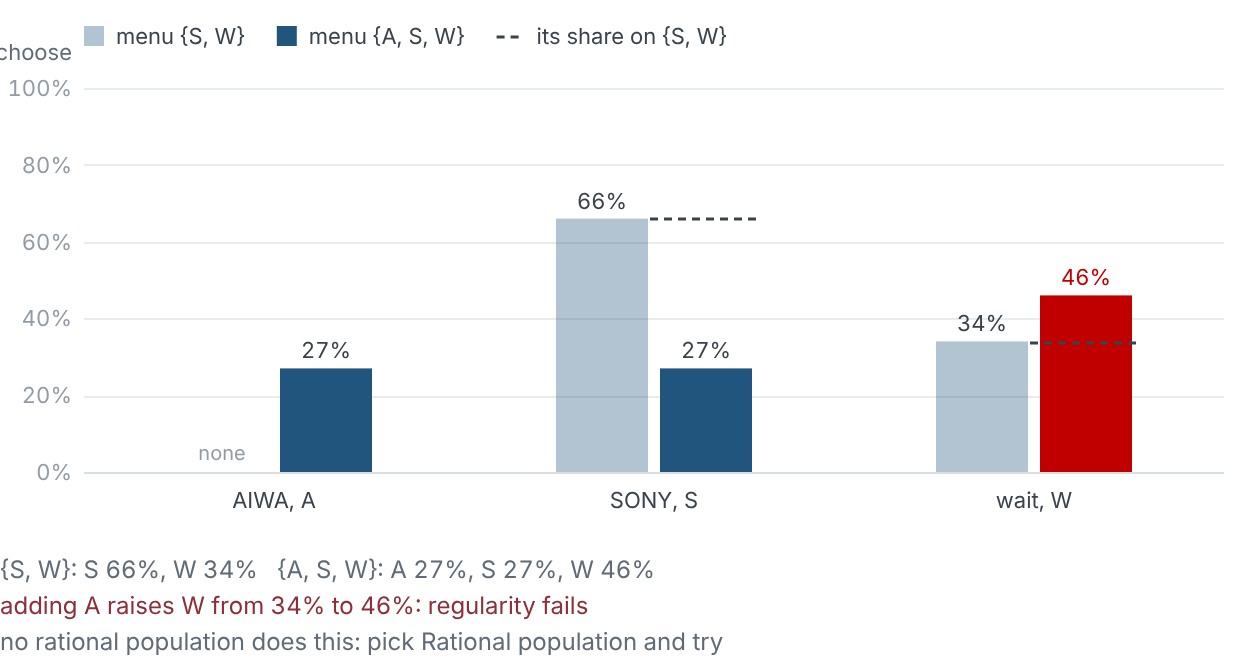 menu {S, W} menu {A, S, W} its share on {S, W}
choose
100%
80%
66%
60%
46%
40%
34%
27% 27%
20%
none
0%
AIWA, A SONY, S wait, W
{S, W}: S 66%, W 34% {A, S, W}: A 27%, S 27%, W 46%
adding A raises W from 34% to 46%: regularity fails
no rational population does this: pick Rational population and try